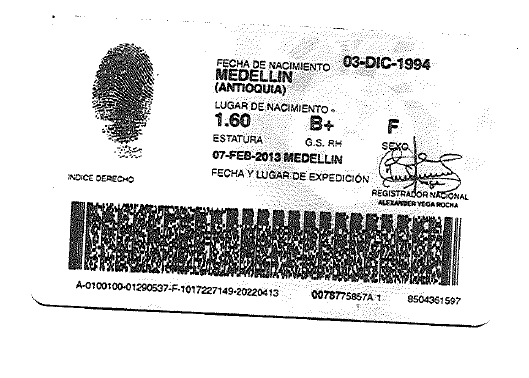 FECHA DE NACIMIENTO 03-DIC-1994
MEDELLIN
(ANTIOQUIA)
LUGAR DE NACIMIENTO
1.60 B+ F
ESTATURA G.S. RH SEXO
07-FEB-2013 MEDELLIN
FECHA Y LUGAR DE EXPEDICIÓN
INDICE DERECHO
REGISTRADOR NACIONAL
ALEXANDER VEGA ROCHA
A-0100100-01290537-F-1017227149-20220413 0078775857A 1 8504361597